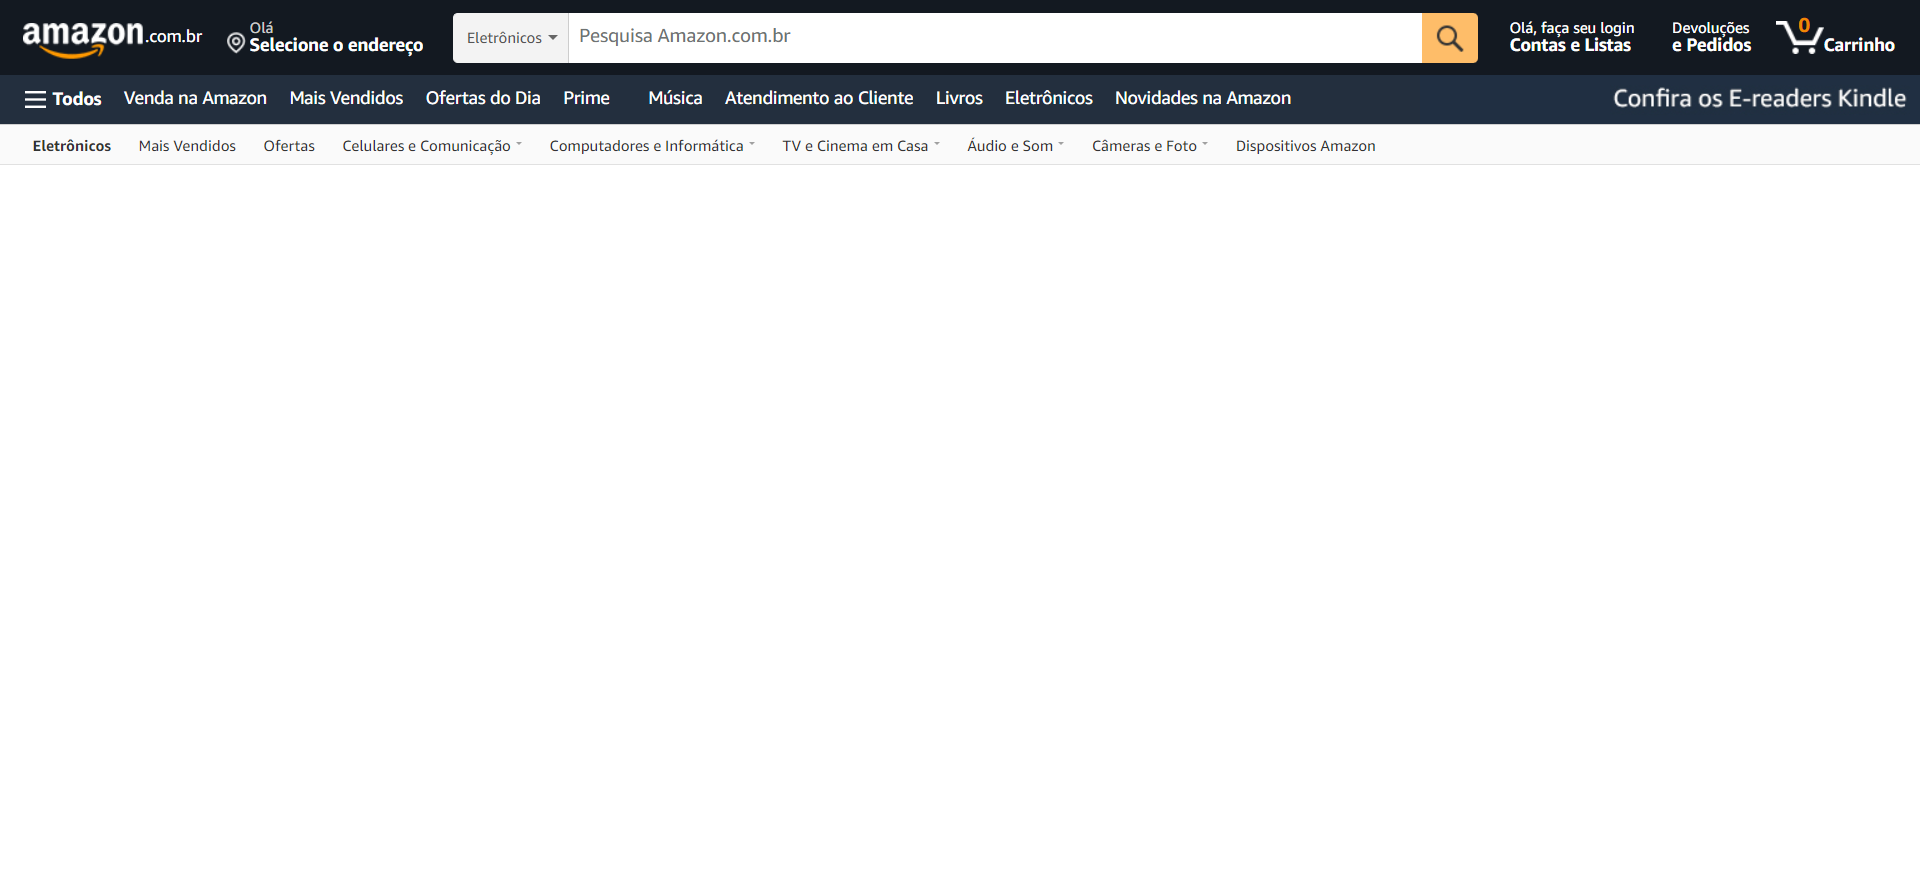 amazon.com.br
Olá
Selecione o endereço
Eletrônicos
Pesquisa Amazon.com.br
Olá, faça seu login
Contas e Listas
Devoluções
e Pedidos
0
Carrinho
Todos Venda na Amazon Mais Vendidos Ofertas do Dia Prime Música Atendimento ao Cliente Livros Eletrônicos Novidades na Amazon Confira os E-readers Kindle
Eletrônicos Mais Vendidos Ofertas Celulares e Comunicação Computadores e Informática TV e Cinema em Casa Áudio e Som Câmeras e Foto Dispositivos Amazon